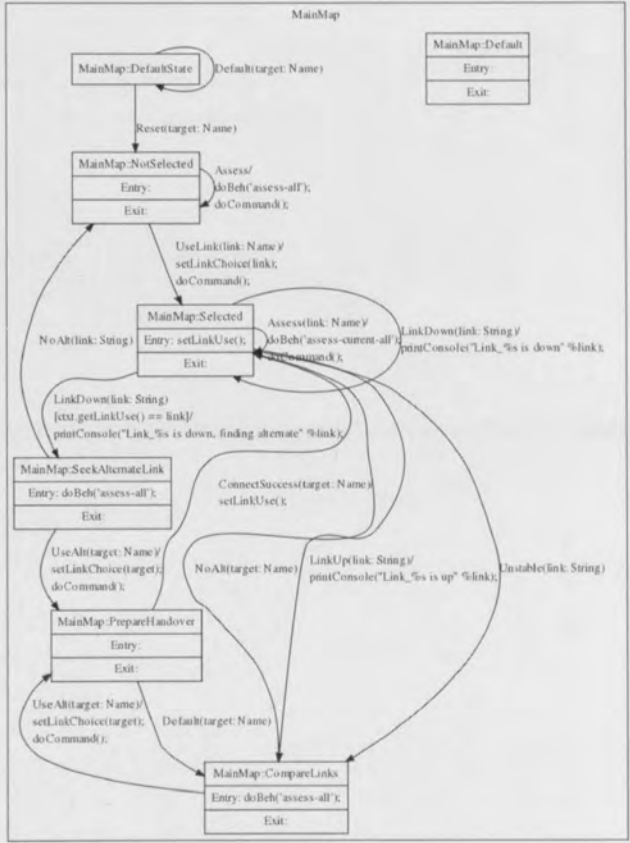 MainMap
MainMap::DefaultState
Default(target: Name)
MainMap::Default
Entry:
Exit:
Reset(target: Name)
MainMap::NotSelected
Entry:
Exit:
Assess/
doBeh("assess-all");
doCommand();
UseLink(link: Name)/
setLinkChoice(link);
doCommand();
MainMap::Selected
Entry: setLinkUse();
Exit:
Assess(link: Name)/
doBeh("assess-current-all");
doCommand();
LinkDown(link: String)/
printConsole("Link_%s is down" %link);
NoAlt(link: String)
LinkDown(link: String)
[ctxt.getLinkUse() == link]/
printConsole("Link_%s is down, finding alternate" %link);
MainMap::SeekAlternateLink
Entry: doBeh("assess-all");
Exit:
ConnectSuccess(target: Name)/
setLinkUse();
UseAlt(target: Name)/
setLinkChoice(target);
doCommand();
NoAlt(target: Name)
LinkUp(link: String)/
printConsole("Link_%s is up" %link);
Unstable(link: String)
MainMap::PrepareHandover
Entry:
Exit:
UseAlt(target: Name)/
setLinkChoice(target);
doCommand();
Default(target: Name)
MainMap::CompareLinks
Entry: doBeh("assess-all");
Exit: